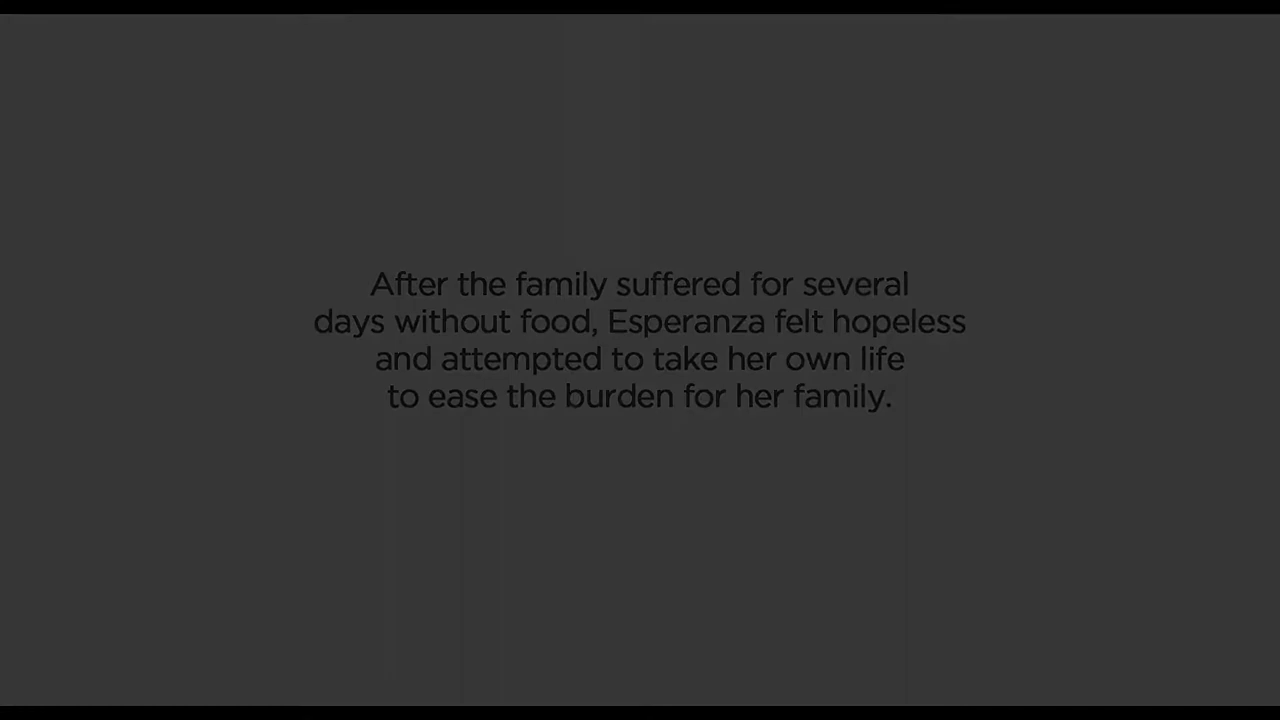 After the family suffered for several
days without food, Esperanza felt hopeless
and attempted to take her own life
to ease the burden for her family.